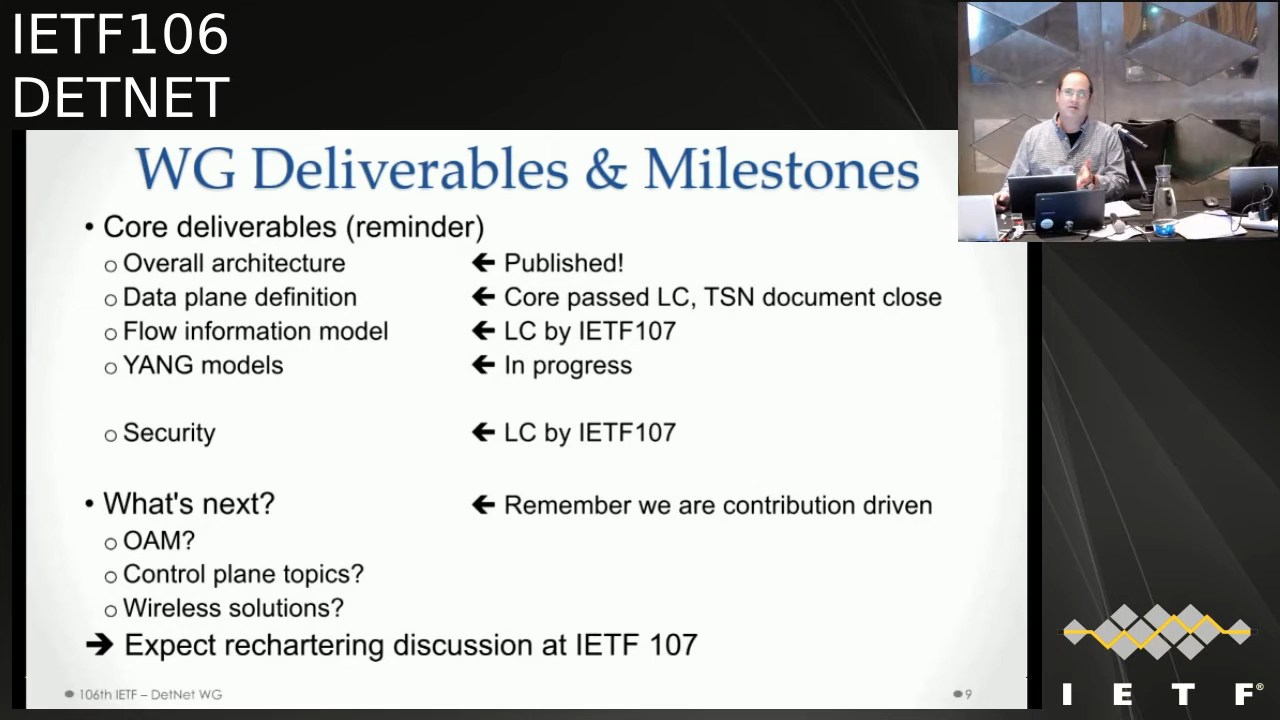 IETF106
DETNET
WG Deliverables & Milestones
• Core deliverables (reminder)
o Overall architecture ← Published!
o Data plane definition ← Core passed LC, TSN document close
o Flow information model ← LC by IETF107
o YANG models ← In progress
o Security ← LC by IETF107
• What's next? ← Remember we are contribution driven
o OAM?
o Control plane topics?
o Wireless solutions?
→ Expect rechartering discussion at IETF 107
● 106th IETF – DetNet WG ● 9
I E T F®